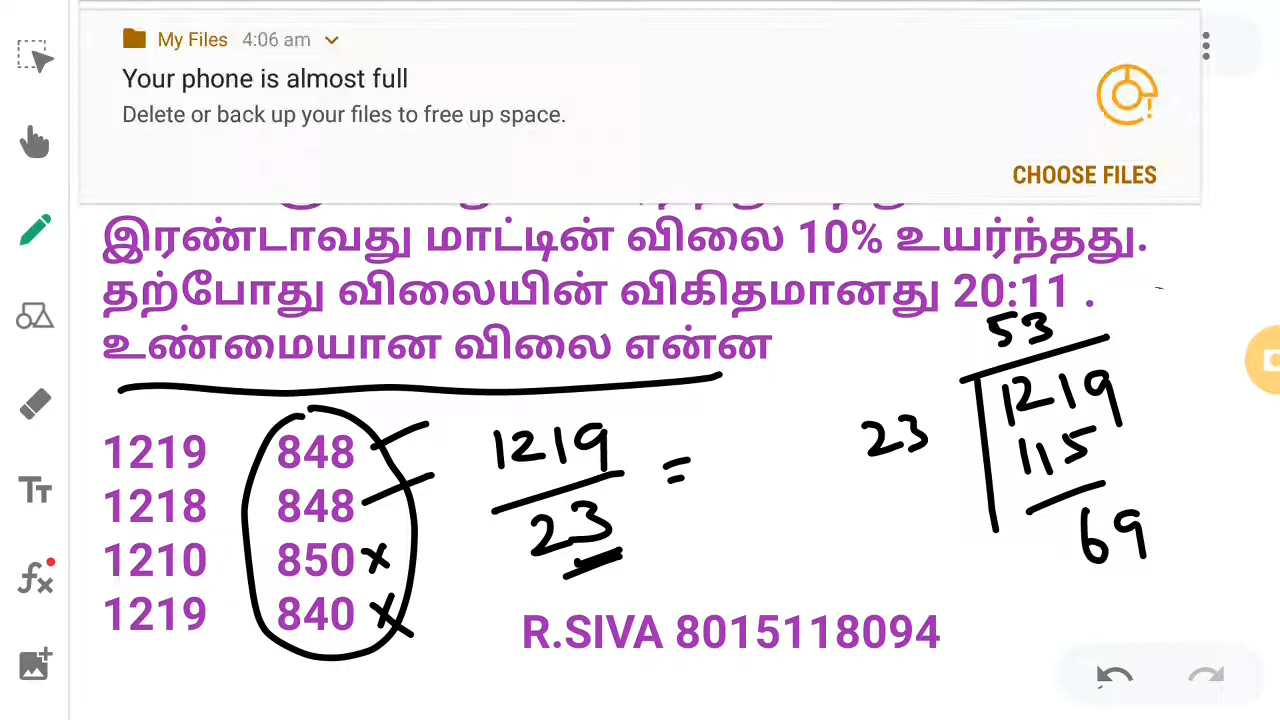 My Files 4:06 am
Your phone is almost full
Delete or back up your files to free up space.
CHOOSE FILES
இரண்டாவது மாட்டின் விலை 10% உயர்ந்தது.
தற்போது விலையின் விகிதமானது 20:11 .
உண்மையான விலை என்ன
53
1219 848
1218 848
1210 850 x
1219 840 x
1219
23
=
23
1219
115
69
R.SIVA 8015118094
Tт
fx